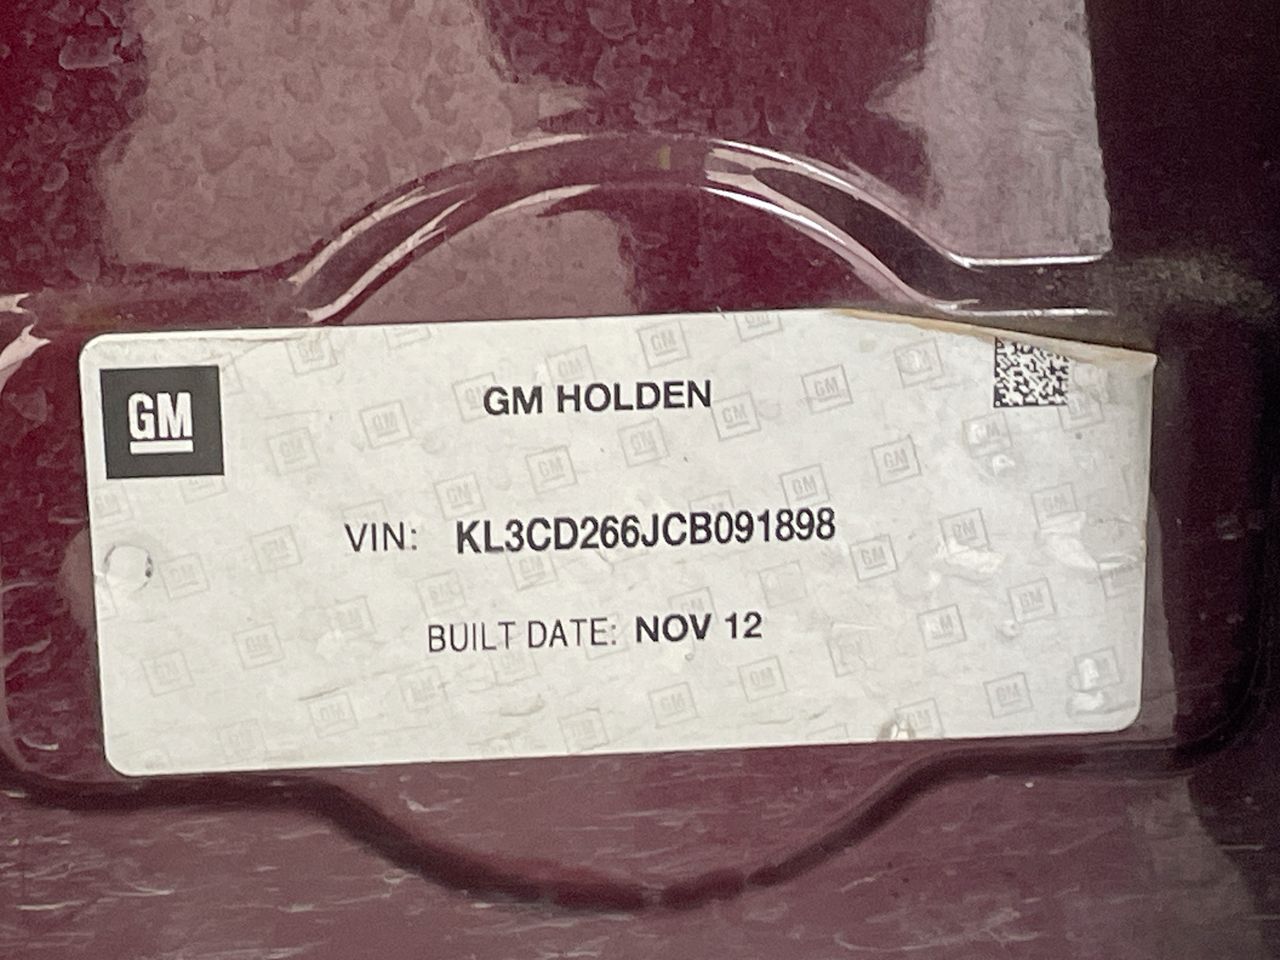 GM
GM HOLDEN
VIN: KL3CD266JCB091898
BUILT DATE: NOV 12